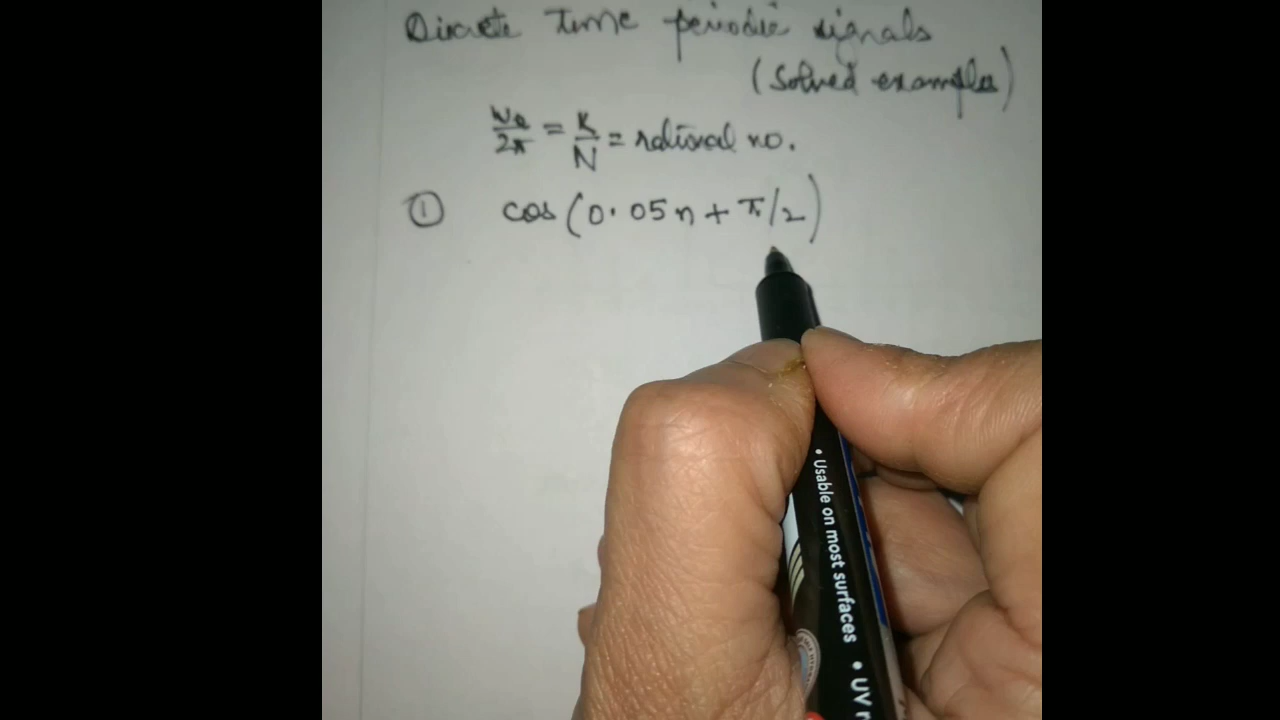 Discrete time periodic signals
(Solved examples)
ω₀/2π = K/N = rational no.
① cos(0.05n + π/2)
• Usable on most surfaces • UV r